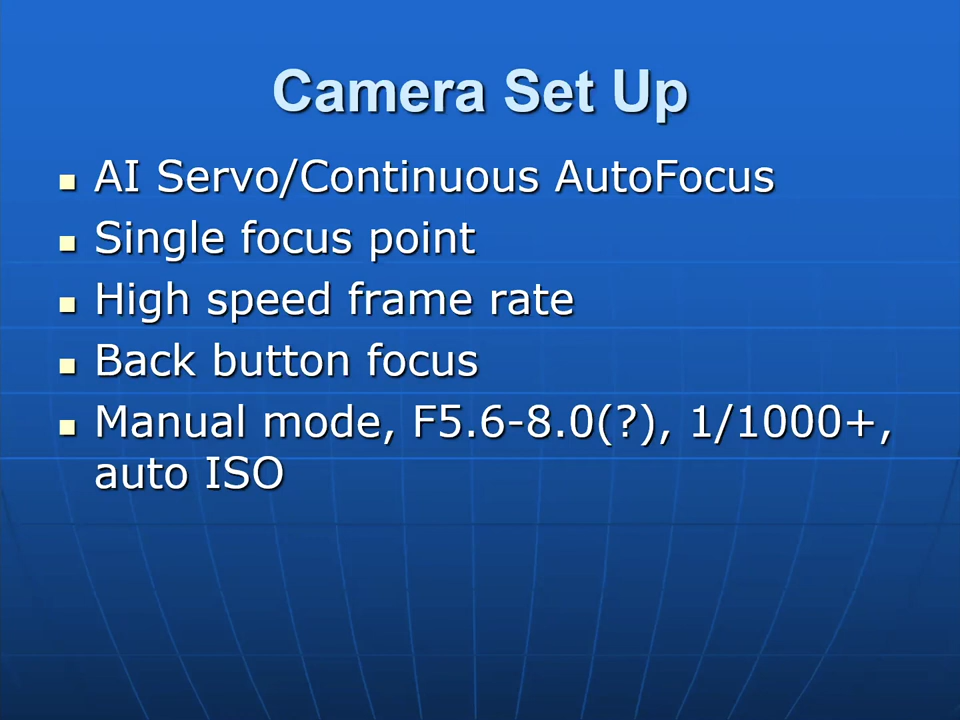 Camera Set Up
AI Servo/Continuous AutoFocus
Single focus point
High speed frame rate
Back button focus
Manual mode, F5.6-8.0(?), 1/1000+,
auto ISO